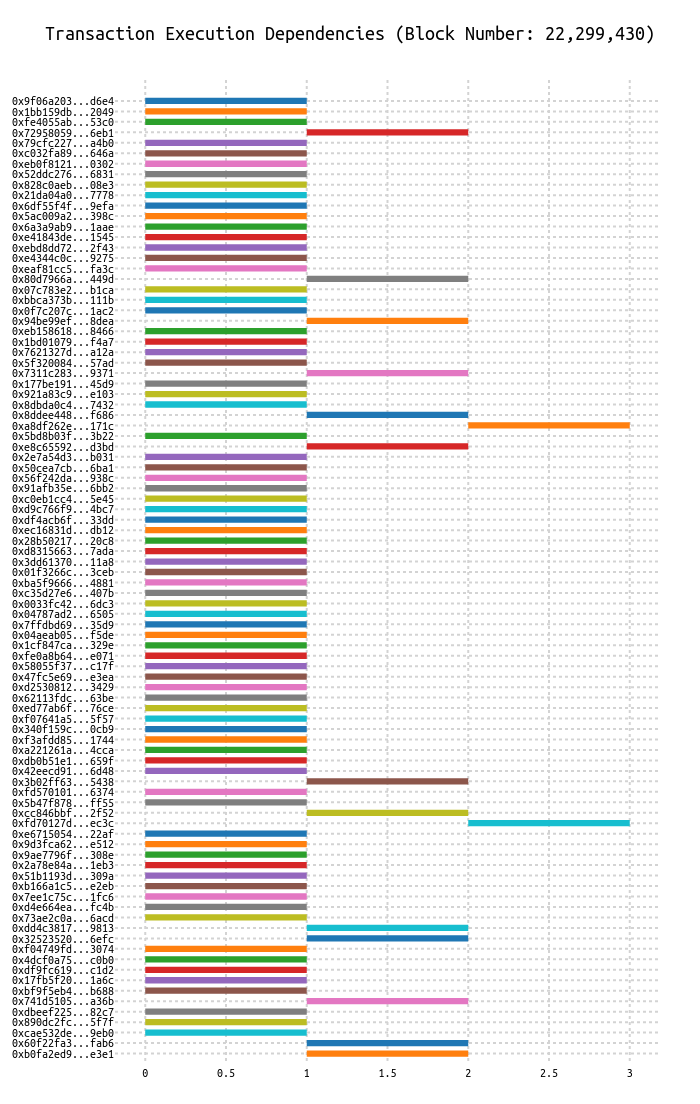 Transaction Execution Dependencies (Block Number: 22,299,430)
0x9f06a203...d6e4
0x1bb159db...2049
0xfe4055ab...53c0
0x72958059...6eb1
0x79cfc227...a4b0
0xc032fa89...646a
0xeb0f8121...0302
0x52ddc276...6831
0x828c0aeb...08e3
0x21da04a0...7778
0x6df55f4f...9efa
0x5ac009a2...398c
0x6a3a9ab9...1aae
0xe41843de...1545
0xebd8dd72...2f43
0xe4344c0c...9275
0xeaf81cc5...fa3c
0x80d7966a...449d
0x07c783e2...b1ca
0xbbca373b...111b
0x0f7c207c...1ac2
0x94be99ef...8dea
0xeb158618...8466
0x1bd01079...f4a7
0x7621327d...a12a
0x5f320084...57ad
0x7311c283...9371
0x177be191...45d9
0x921a83c9...e103
0x8dbda0c4...7432
0x8ddee448...f686
0xa8df262e...171c
0x5bd8b03f...3b22
0xe8c65592...d3bd
0x2e7a54d3...b031
0x50cea7cb...6ba1
0x56f242da...938c
0x91afb35e...6bb2
0xc0eb1cc4...5e45
0xd9c766f9...4bc7
0xdf4acb6f...33dd
0xec16831d...db12
0x28b50217...20c8
0xd8315663...7ada
0x3dd61370...11a8
0x01f3266c...3ceb
0xba5f9666...4881
0xc35d27e6...407b
0x0033fc42...6dc3
0x04787ad2...6505
0x7ffdbd69...35d9
0x04aeab05...f5de
0x1cf847ca...329e
0xfe0a8b64...e071
0x58055f37...c17f
0x47fc5e69...e3ea
0xd2530812...3429
0x62113fdc...63be
0xed77ab6f...76ce
0xf07641a5...5f57
0x340f159c...0cb9
0xf3afdd85...1744
0xa221261a...4cca
0xdb0b51e1...659f
0x42eecd91...6d48
0x3b02ff63...5438
0xfd570101...6374
0x5b47f878...ff55
0xcc846bbf...2f52
0xfd70127d...ec3c
0xe6715054...22af
0x9d3fca62...e512
0x9ae7796f...308e
0x2a78e84a...1eb3
0x51b1193d...309a
0xb166a1c5...e2eb
0x7ee1c75c...1fc6
0xd4e664ea...fc4b
0x73ae2c0a...6acd
0xdd4c3817...9813
0x32523520...6efc
0xf04749fd...3074
0x4dcf0a75...c0b0
0xdf9fc619...c1d2
0x17fb5f20...1a6c
0xbf9f5eb4...b688
0x741d5105...a36b
0xdbeef225...82c7
0x890dc2fc...5f7f
0xcae532de...9eb0
0x60f22fa3...fab6
0xb0fa2ed9...e3e1
0 0.5 1 1.5 2 2.5 3